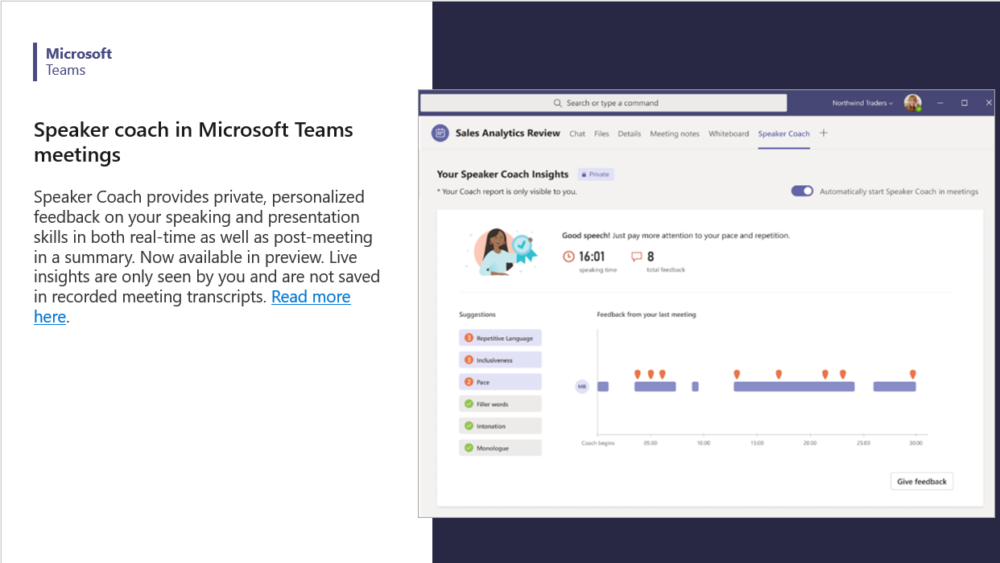 Microsoft
Teams
Speaker coach in Microsoft Teams
meetings
Speaker Coach provides private, personalized
feedback on your speaking and presentation
skills in both real-time as well as post-meeting
in a summary. Now available in preview. Live
insights are only seen by you and are not saved
in recorded meeting transcripts. Read more
here.
Search or type a command
Northwind Traders
Sales Analytics Review Chat Files Details Meeting notes Whiteboard Speaker Coach
Your Speaker Coach Insights Private
* Your Coach report is only visible to you.
Automatically start Speaker Coach in meetings
Good speech! Just pay more attention to your pace and repetition.
16:01 8
speaking time total feedback
Suggestions
3 Repetitive Language
3 Inclusiveness
2 Pace
Filler words
Intonation
Monologue
Feedback from your last meeting
MB
Coach begins 05:00 10:00 15:00 20:00 25:00 30:00
Give feedback